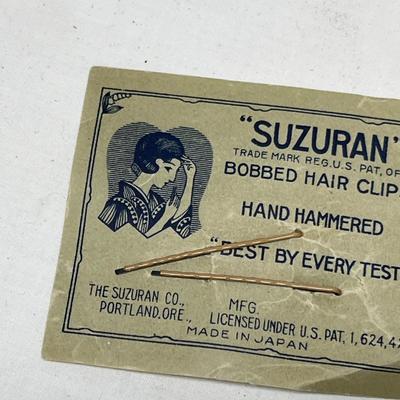 "SUZURAN"
TRADE MARK REG. U.S. PAT. OF
BOBBED HAIR CLIP
HAND HAMMERED
"BEST BY EVERY TEST
THE SUZURAN CO.,
PORTLAND, ORE.,
MFG.
LICENSED UNDER U.S. PAT. 1,624,42
MADE IN JAPAN